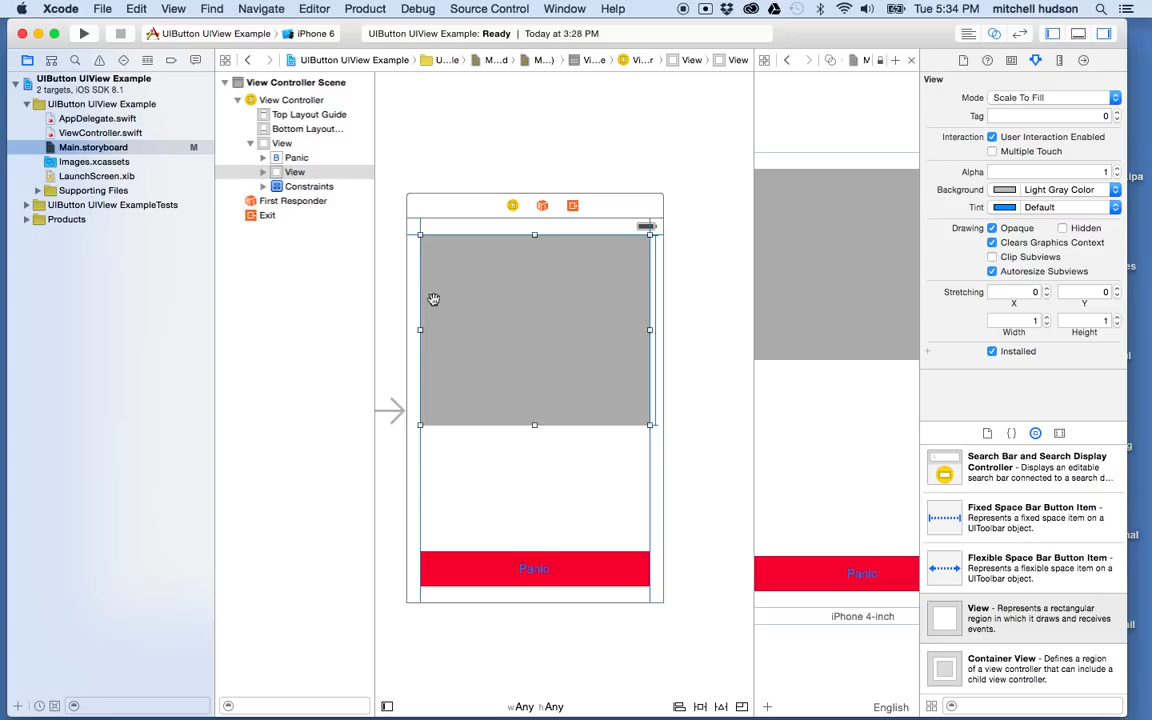 Xcode File Edit View Find Navigate Editor Product Debug Source Control Window Help Tue 5:34 PM mitchell hudson
UIButton UIView Example iPhone 6 UIButton UIView Example: Ready Today at 3:28 PM
UIButton UIView Example U...le M...d M...) Vi...e Vi...r View View M
UIButton UIView Example
2 targets, iOS SDK 8.1
UIButton UIView Example
AppDelegate.swift
ViewController.swift
Main.storyboard M
Images.xcassets
LaunchScreen.xib
Supporting Files
UIButton UIView ExampleTests
Products
View Controller Scene
View Controller
Top Layout Guide
Bottom Layout...
View
B Panic
View
Constraints
First Responder
Exit
Panic
Panic
iPhone 4-inch
wAny hAny
English
View
Mode Scale To Fill
Tag 0
Interaction User Interaction Enabled
Multiple Touch
Alpha 1
Background Light Gray Color
Tint Default
Drawing Opaque Hidden
Clears Graphics Context
Clip Subviews
Autoresize Subviews
Stretching 0 0
X Y
1 1
Width Height
Installed
Search Bar and Search Display
Controller - Displays an editable
search bar connected to a search d...
Fixed Space Bar Button Item -
Represents a fixed space item on a
UIToolbar object.
Flexible Space Bar Button Item -
Represents a flexible space item on
a UIToolbar object.
View - Represents a rectangular
region in which it draws and receives
events.
Container View - Defines a region
of a view controller that can include a
child view controller.